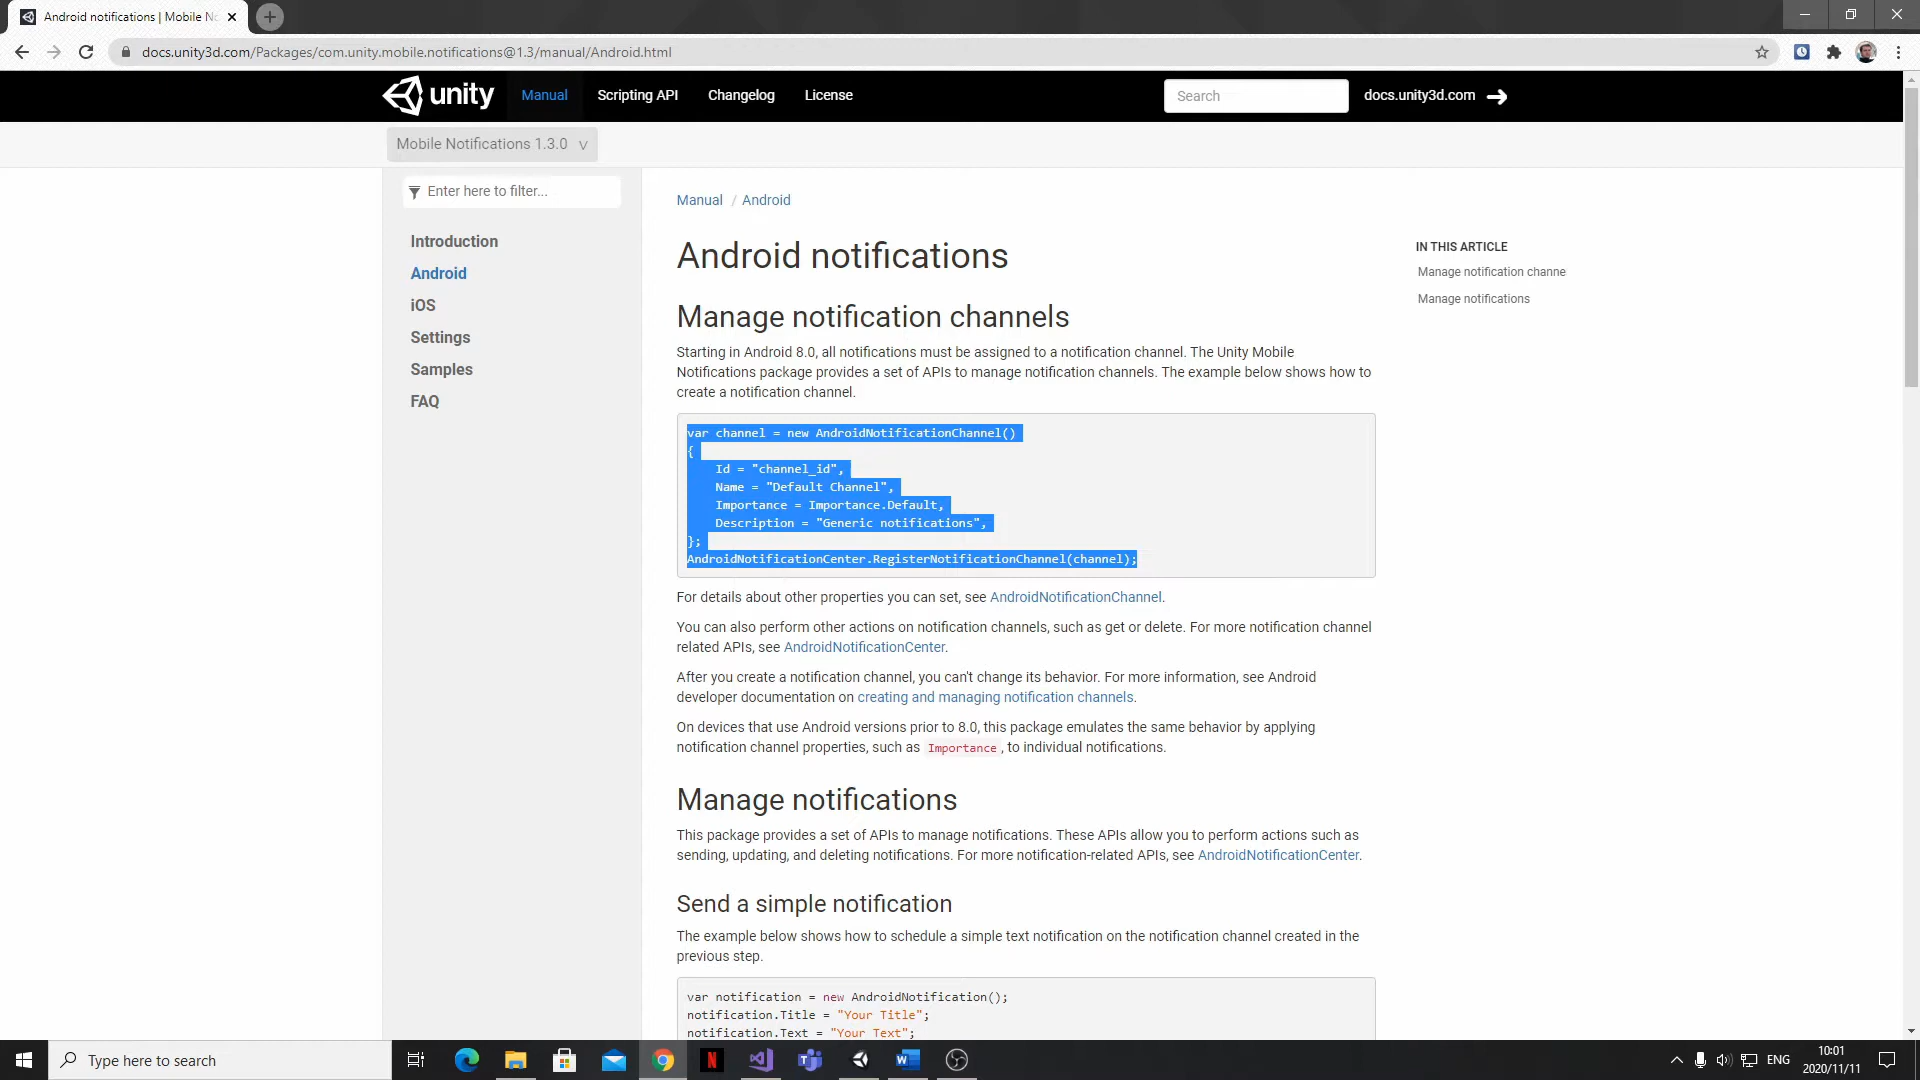 Android notifications | Mobile No
docs.unity3d.com/Packages/com.unity.mobile.notifications@1.3/manual/Android.html
unity
Manual
Scripting API
Changelog
License
Search
docs.unity3d.com
Mobile Notifications 1.3.0
Enter here to filter...
Introduction
Android
iOS
Settings
Samples
FAQ
Manual / Android
Android notifications
Manage notification channels
Starting in Android 8.0, all notifications must be assigned to a notification channel. The Unity Mobile
Notifications package provides a set of APIs to manage notification channels. The example below shows how to
create a notification channel.
var channel = new AndroidNotificationChannel()
{
    Id = "channel_id",
    Name = "Default Channel",
    Importance = Importance.Default,
    Description = "Generic notifications",
};
AndroidNotificationCenter.RegisterNotificationChannel(channel);
For details about other properties you can set, see AndroidNotificationChannel.
You can also perform other actions on notification channels, such as get or delete. For more notification channel
related APIs, see AndroidNotificationCenter.
After you create a notification channel, you can't change its behavior. For more information, see Android
developer documentation on creating and managing notification channels.
On devices that use Android versions prior to 8.0, this package emulates the same behavior by applying
notification channel properties, such as Importance, to individual notifications.
Manage notifications
This package provides a set of APIs to manage notifications. These APIs allow you to perform actions such as
sending, updating, and deleting notifications. For more notification-related APIs, see AndroidNotificationCenter.
Send a simple notification
The example below shows how to schedule a simple text notification on the notification channel created in the
previous step.
var notification = new AndroidNotification();
notification.Title = "Your Title";
notification.Text = "Your Text";
IN THIS ARTICLE
Manage notification channe
Manage notifications
Type here to search
ENG
10:01
2020/11/11